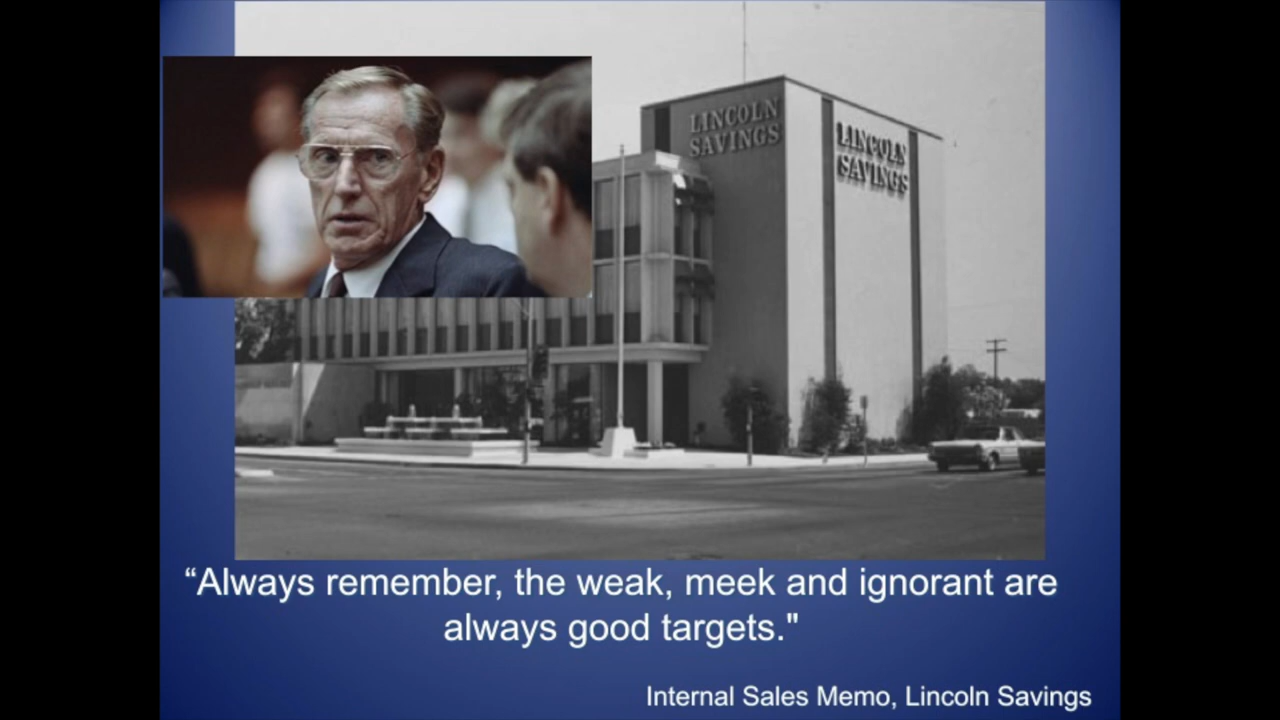 LINCOLN
SAVINGS
LINCOLN
SAVINGS
“Always remember, the weak, meek and ignorant are
always good targets."
Internal Sales Memo, Lincoln Savings